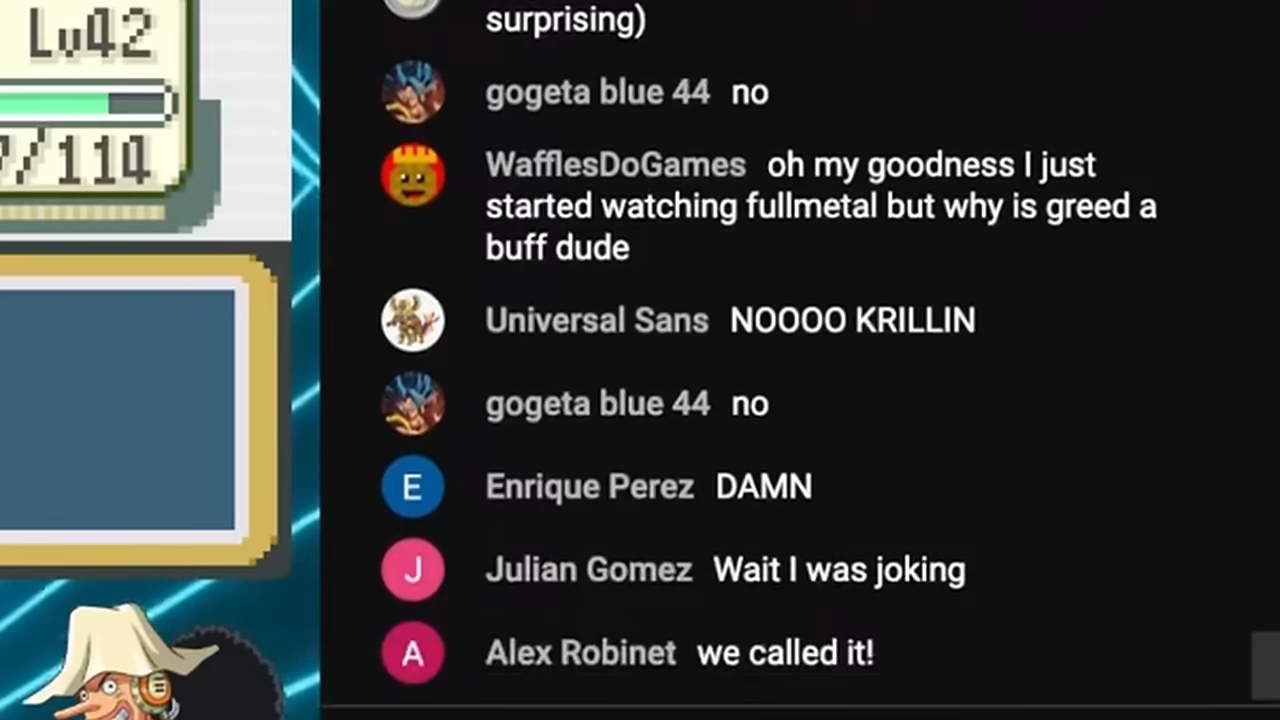 Lv42
/114
surprising)
gogeta blue 44 no
WafflesDoGames oh my goodness I just
started watching fullmetal but why is greed a
buff dude
Universal Sans NOOOO KRILLIN
gogeta blue 44 no
E Enrique Perez DAMN
J Julian Gomez Wait I was joking
A Alex Robinet we called it!